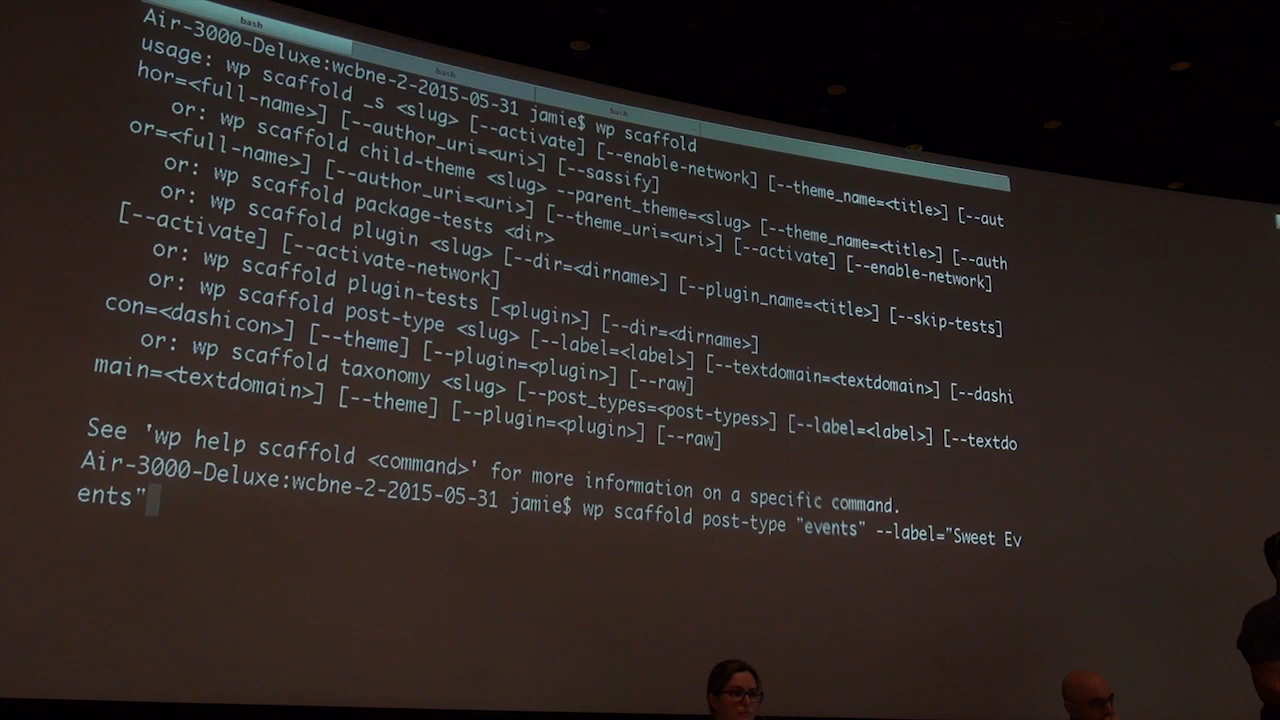 bash
bash
bash
Air-3000-Deluxe:wcbne-2-2015-05-31 jamie$ wp scaffold
usage: wp scaffold _s <slug> [--activate] [--enable-network] [--theme_name=<title>] [--aut
hor=<full-name>] [--author_uri=<uri>] [--sassify]
or: wp scaffold child-theme <slug> --parent_theme=<slug> [--theme_name=<title>] [--auth
or=<full-name>] [--author_uri=<uri>] [--theme_uri=<uri>] [--activate] [--enable-network]
or: wp scaffold package-tests <dir>
or: wp scaffold plugin <slug> [--dir=<dirname>] [--plugin_name=<title>] [--skip-tests]
[--activate] [--activate-network]
or: wp scaffold plugin-tests [<plugin>] [--dir=<dirname>]
or: wp scaffold post-type <slug> [--label=<label>] [--textdomain=<textdomain>] [--dashi
con=<dashicon>] [--theme] [--plugin=<plugin>] [--raw]
or: wp scaffold taxonomy <slug> [--post_types=<post-types>] [--label=<label>] [--textdo
main=<textdomain>] [--theme] [--plugin=<plugin>] [--raw]
See 'wp help scaffold <command>' for more information on a specific command.
Air-3000-Deluxe:wcbne-2-2015-05-31 jamie$ wp scaffold post-type "events" --label="Sweet Ev
ents"